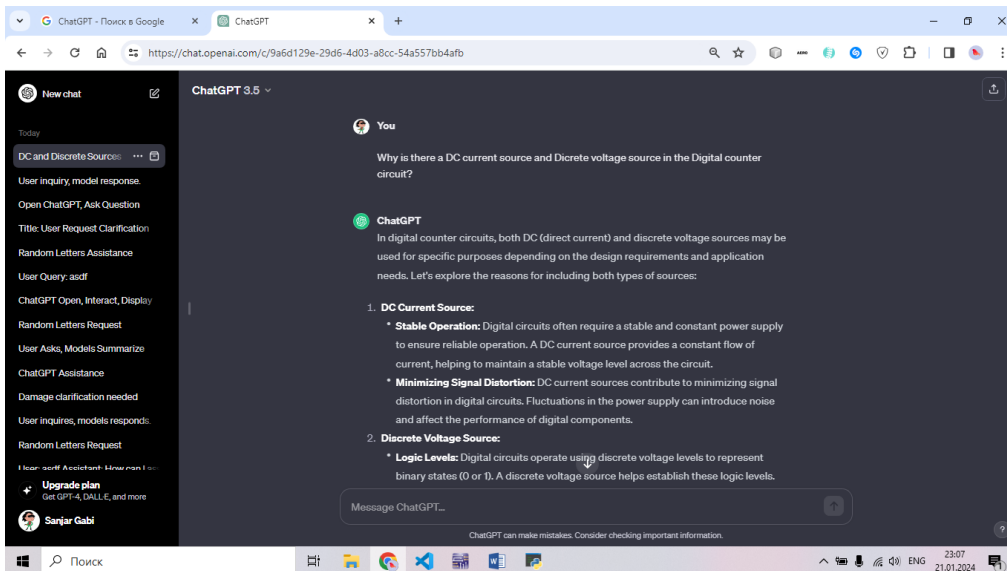 ChatGPT - Поиск в Google
ChatGPT
https://chat.openai.com/c/9a6d129e-29d6-4d03-a8cc-54a557bb4afb
New chat
Today
DC and Discrete Sources
User inquiry, model response.
Open ChatGPT, Ask Question
Title: User Request Clarification
Random Letters Assistance
User Query: asdf
ChatGPT Open, Interact, Display
Random Letters Request
User Asks, Models Summarize
ChatGPT Assistance
Damage clarification needed
User inquires, models responds.
Random Letters Request
User: asdf Assistant: How can I
Upgrade plan
Get GPT-4, DALL·E, and more
Sanjar Gabi
ChatGPT 3.5
You
Why is there a DC current source and Dicrete voltage source in the Digital counter
circuit?
ChatGPT
In digital counter circuits, both DC (direct current) and discrete voltage sources may be
used for specific purposes depending on the design requirements and application
needs. Let's explore the reasons for including both types of sources:
1. DC Current Source:
• Stable Operation: Digital circuits often require a stable and constant power supply
to ensure reliable operation. A DC current source provides a constant flow of
current, helping to maintain a stable voltage level across the circuit.
• Minimizing Signal Distortion: DC current sources contribute to minimizing signal
distortion in digital circuits. Fluctuations in the power supply can introduce noise
and affect the performance of digital components.
2. Discrete Voltage Source:
• Logic Levels: Digital circuits operate using discrete voltage levels to represent
binary states (0 or 1). A discrete voltage source helps establish these logic levels.
Message ChatGPT...
ChatGPT can make mistakes. Consider checking important information.
?
Поиск
ENG
23:07
21.01.2024